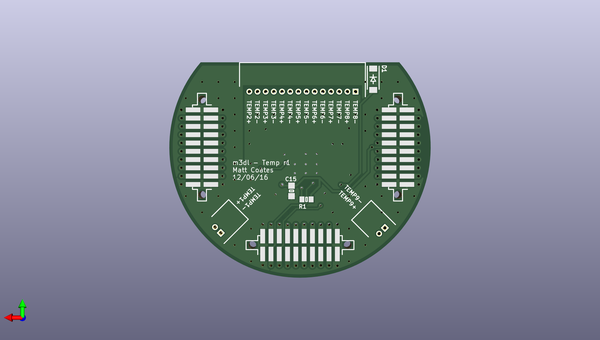 D1
TEMP2+
TEMP2-
TEMP3-
TEMP3+
TEMP4+
TEMP4-
TEMP5+
TEMP5-
TEMP6-
TEMP6+
TEMP7+
TEMP7-
TEMP8+
TEMP8-
m3dl - Temp r1
Matt Coates
12/06/16
C15
R1
TEMP1+
TEMP1-
TEMP9-
TEMP9+